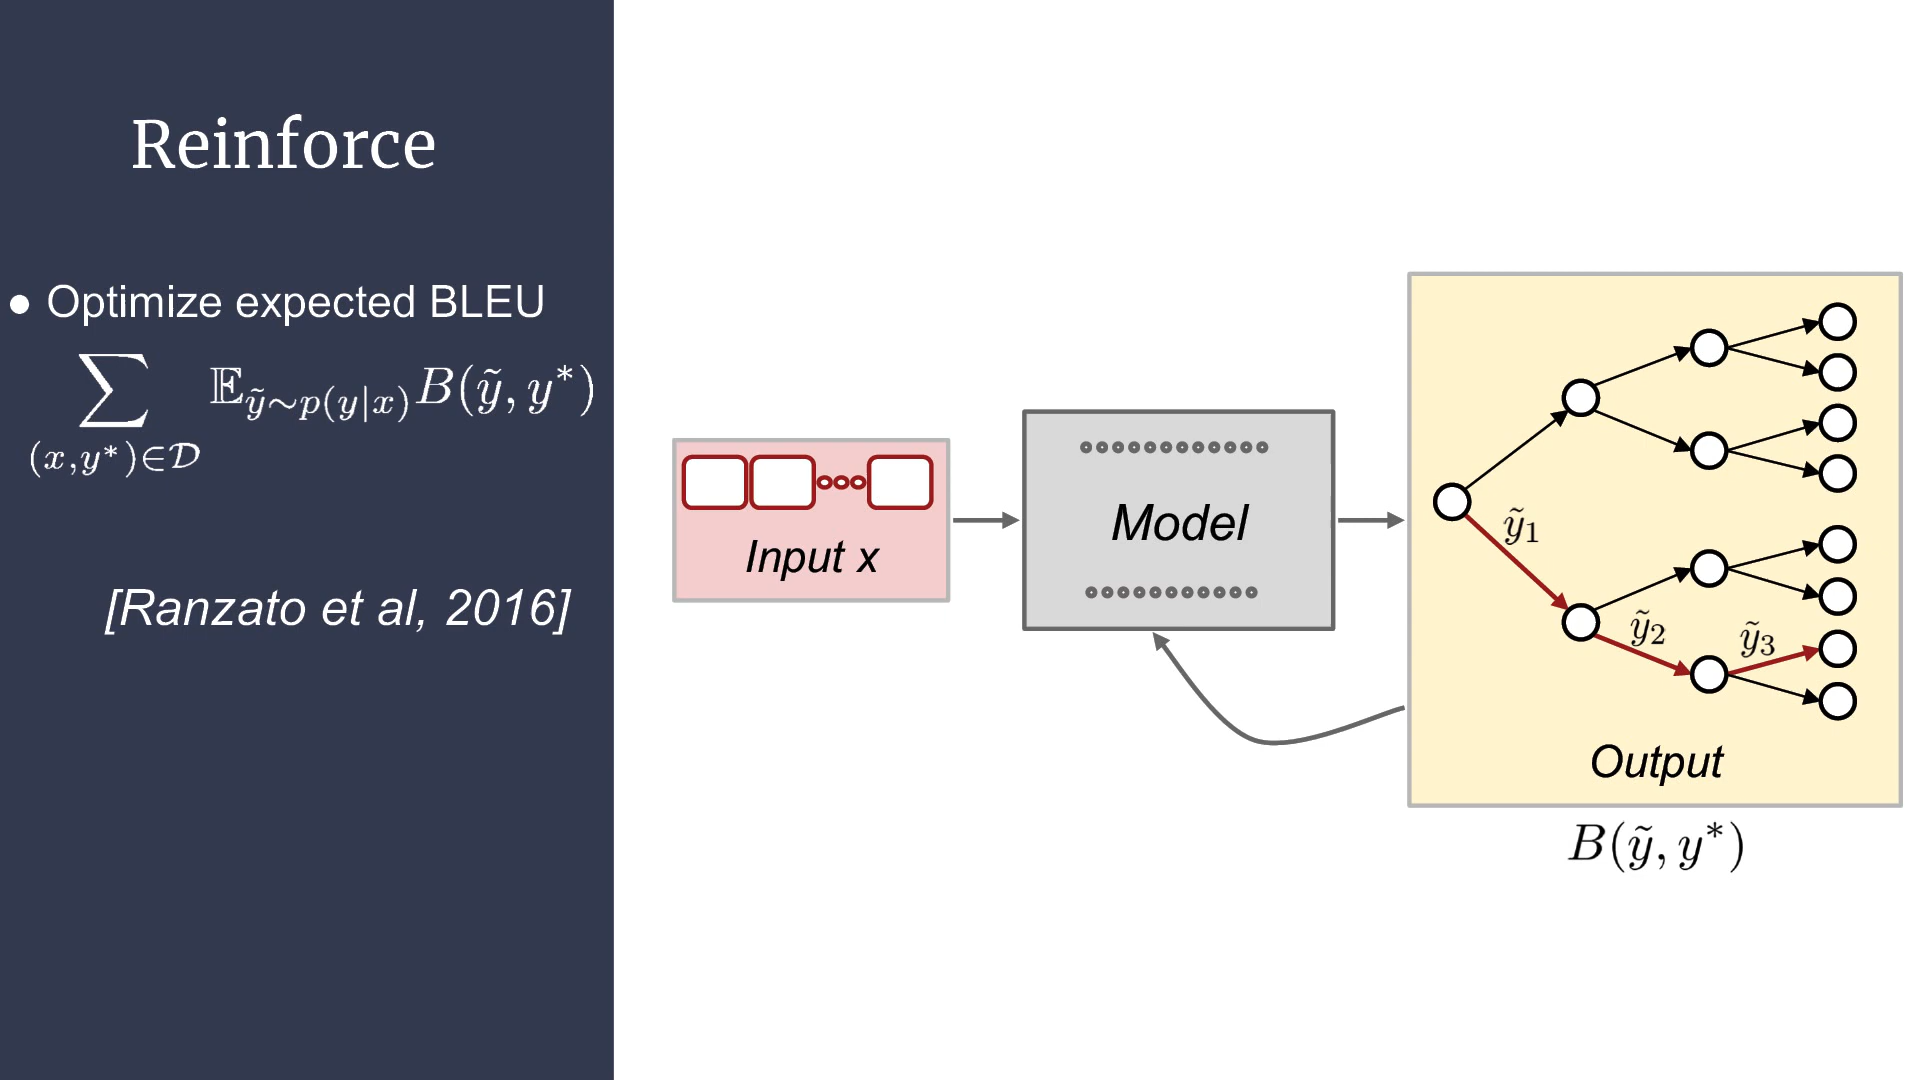 Reinforce
● Optimize expected BLEU
∑_{(x,y*)∈𝒟} 𝔼_{ỹ∼p(y|x)} B(ỹ, y*)
[Ranzato et al, 2016]
Input x
Model
ỹ₁
ỹ₂
ỹ₃
Output
B(ỹ, y*)